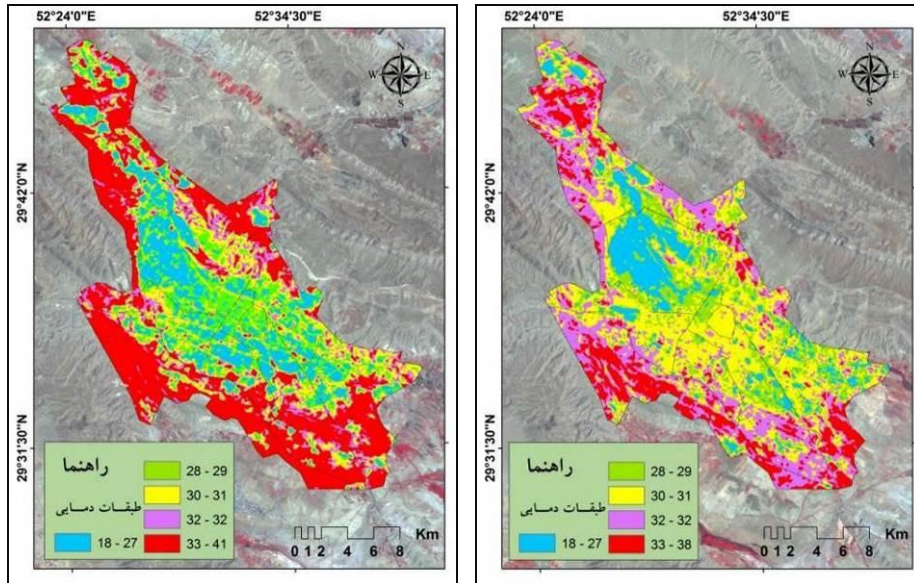 52°24'0"E
52°34'30"E
N
W
E
S
29°42'0"N
29°31'30"N
راهنما
طبقات دمایی
18 - 27
28 - 29
30 - 31
32 - 32
33 - 41
Km
0 1 2 4 6 8
52°24'0"E
52°34'30"E
N
W
E
S
29°42'0"N
29°31'30"N
راهنما
طبقات دمایی
18 - 27
28 - 29
30 - 31
32 - 32
33 - 38
Km
0 1 2 4 6 8